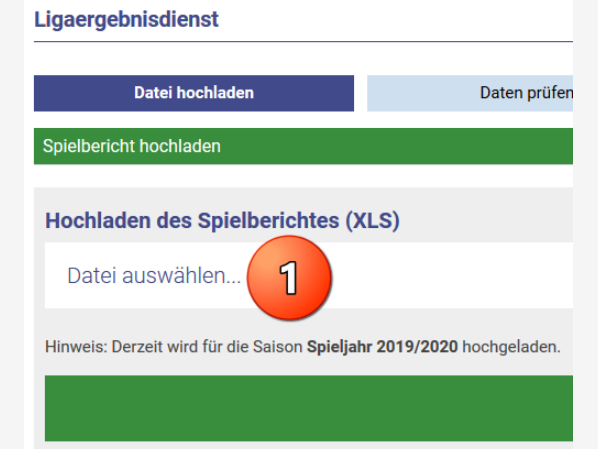 Ligaergebnisdienst
Datei hochladen
Daten prüfen
Spielbericht hochladen
Hochladen des Spielberichtes (XLS)
Datei auswählen...
1
Hinweis: Derzeit wird für die Saison Spieljahr 2019/2020 hochgeladen.